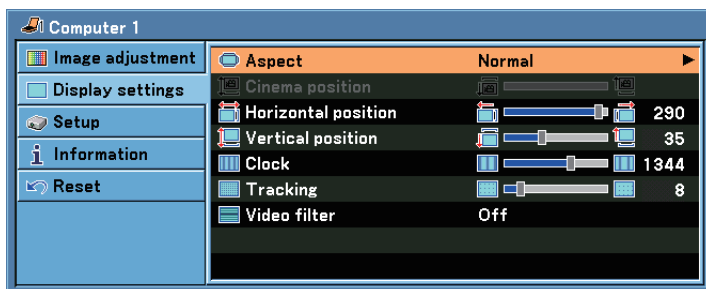 Computer 1
Image adjustment
Display settings
Setup
Information
Reset
Aspect Normal
Cinema position
Horizontal position 290
Vertical position 35
Clock 1344
Tracking 8
Video filter Off